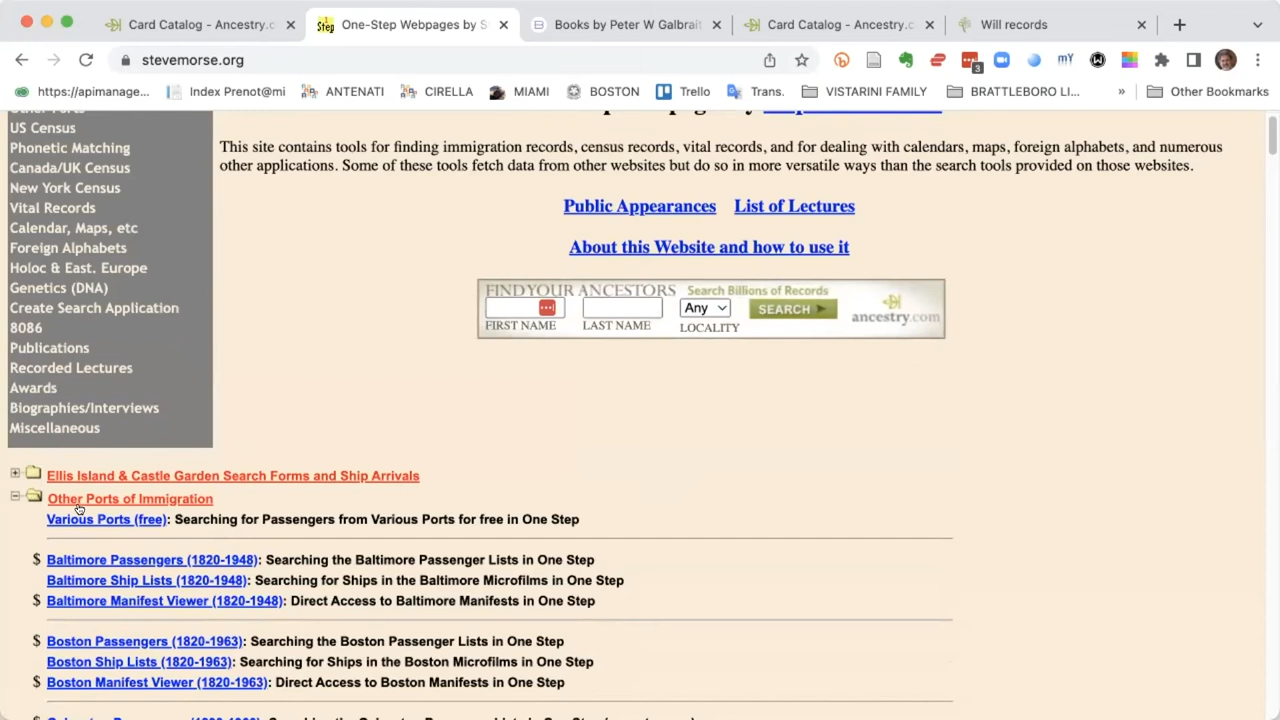 Card Catalog - Ancestry.c
One-Step Webpages by S
Books by Peter W Galbrait
Card Catalog - Ancestry.c
Will records
stevemorse.org
3
mY
https://apimanage...
Index Prenot@mi
ANTENATI
CIRELLA
MIAMI
BOSTON
Trello
Trans.
VISTARINI FAMILY
BRATTLEBORO LI...
»
Other Bookmarks
US Census
Phonetic Matching
Canada/UK Census
New York Census
Vital Records
Calendar, Maps, etc
Foreign Alphabets
Holoc & East. Europe
Genetics (DNA)
Create Search Application
8086
Publications
Recorded Lectures
Awards
Biographies/Interviews
Miscellaneous
This site contains tools for finding immigration records, census records, vital records, and for dealing with calendars, maps, foreign alphabets, and numerous
other applications. Some of these tools fetch data from other websites but do so in more versatile ways than the search tools provided on those websites.
Public Appearances List of Lectures
About this Website and how to use it
FIND YOUR ANCESTORS Search Billions of Records
Any SEARCH
ancestry.com
FIRST NAME LAST NAME LOCALITY
Ellis Island & Castle Garden Search Forms and Ship Arrivals
Other Ports of Immigration
Various Ports (free): Searching for Passengers from Various Ports for free in One Step
$ Baltimore Passengers (1820-1948): Searching the Baltimore Passenger Lists in One Step
Baltimore Ship Lists (1820-1948): Searching for Ships in the Baltimore Microfilms in One Step
$ Baltimore Manifest Viewer (1820-1948): Direct Access to Baltimore Manifests in One Step
$ Boston Passengers (1820-1963): Searching the Boston Passenger Lists in One Step
Boston Ship Lists (1820-1963): Searching for Ships in the Boston Microfilms in One Step
$ Boston Manifest Viewer (1820-1963): Direct Access to Boston Manifests in One Step